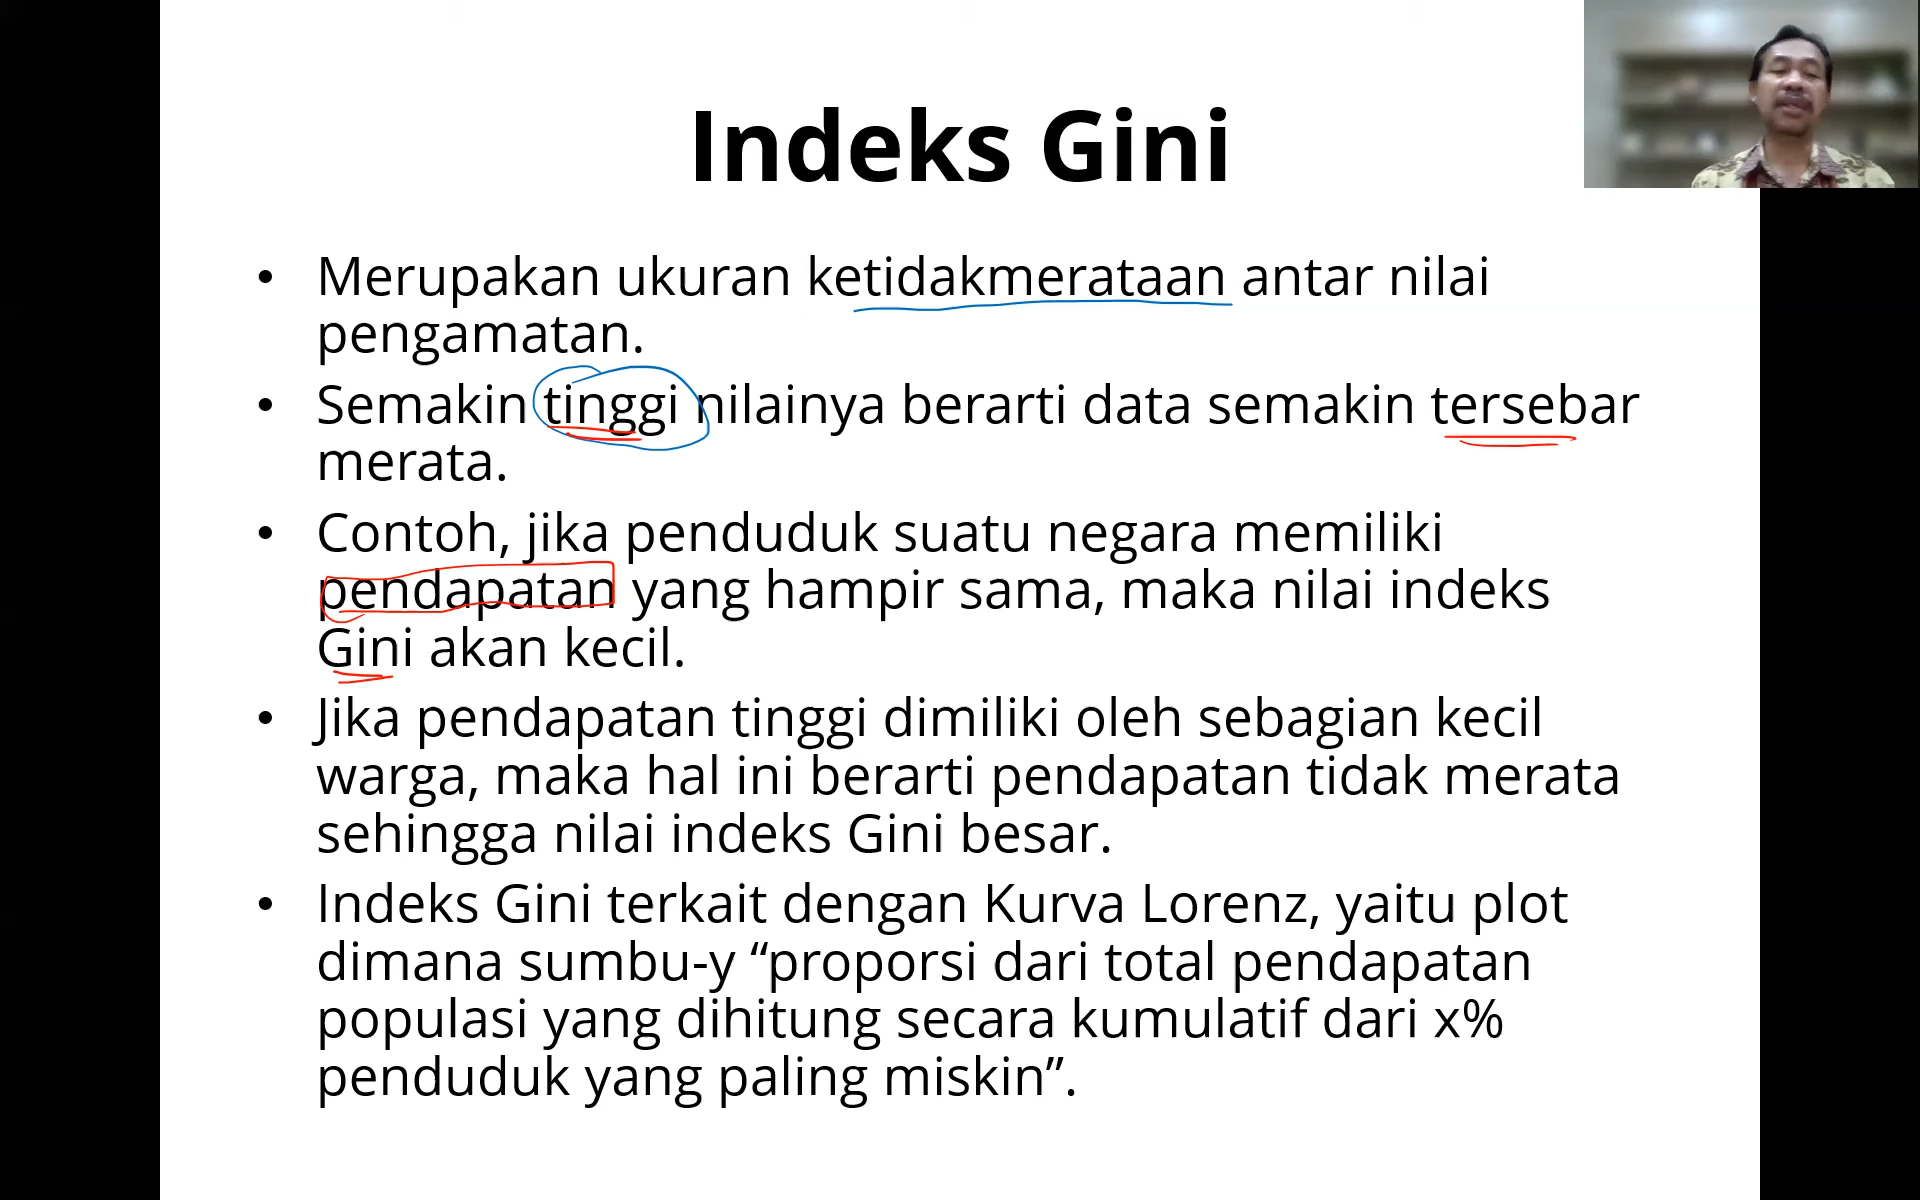 Indeks Gini
• Merupakan ukuran ketidakmerataan antar nilai
pengamatan.
• Semakin tinggi nilainya berarti data semakin tersebar
merata.
• Contoh, jika penduduk suatu negara memiliki
pendapatan yang hampir sama, maka nilai indeks
Gini akan kecil.
• Jika pendapatan tinggi dimiliki oleh sebagian kecil
warga, maka hal ini berarti pendapatan tidak merata
sehingga nilai indeks Gini besar.
• Indeks Gini terkait dengan Kurva Lorenz, yaitu plot
dimana sumbu-y “proporsi dari total pendapatan
populasi yang dihitung secara kumulatif dari x%
penduduk yang paling miskin”.